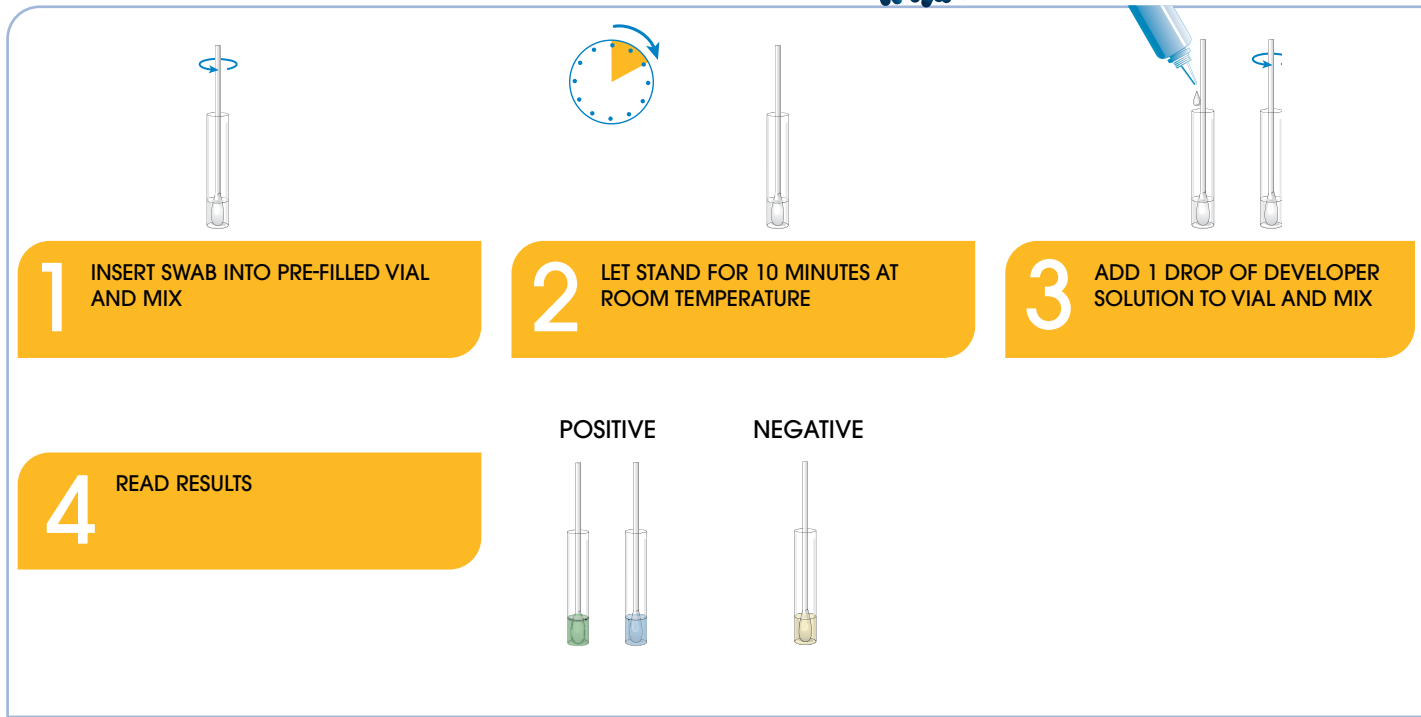 1
INSERT SWAB INTO PRE-FILLED VIAL
AND MIX
2
LET STAND FOR 10 MINUTES AT
ROOM TEMPERATURE
3
ADD 1 DROP OF DEVELOPER
SOLUTION TO VIAL AND MIX
4
READ RESULTS
POSITIVE
NEGATIVE